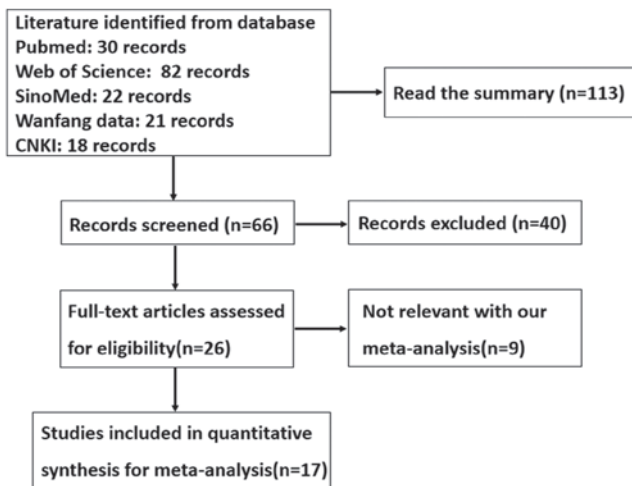 Literature identified from database
Pubmed: 30 records
Web of Science:  82 records
SinoMed: 22 records
Wanfang data: 21 records
CNKI: 18 records
Read the summary (n=113)
Records screened (n=66)
Records excluded (n=40)
Full-text articles assessed
for eligibility(n=26)
Not relevant with our
meta-analysis(n=9)
Studies included in quantitative
synthesis for meta-analysis(n=17)